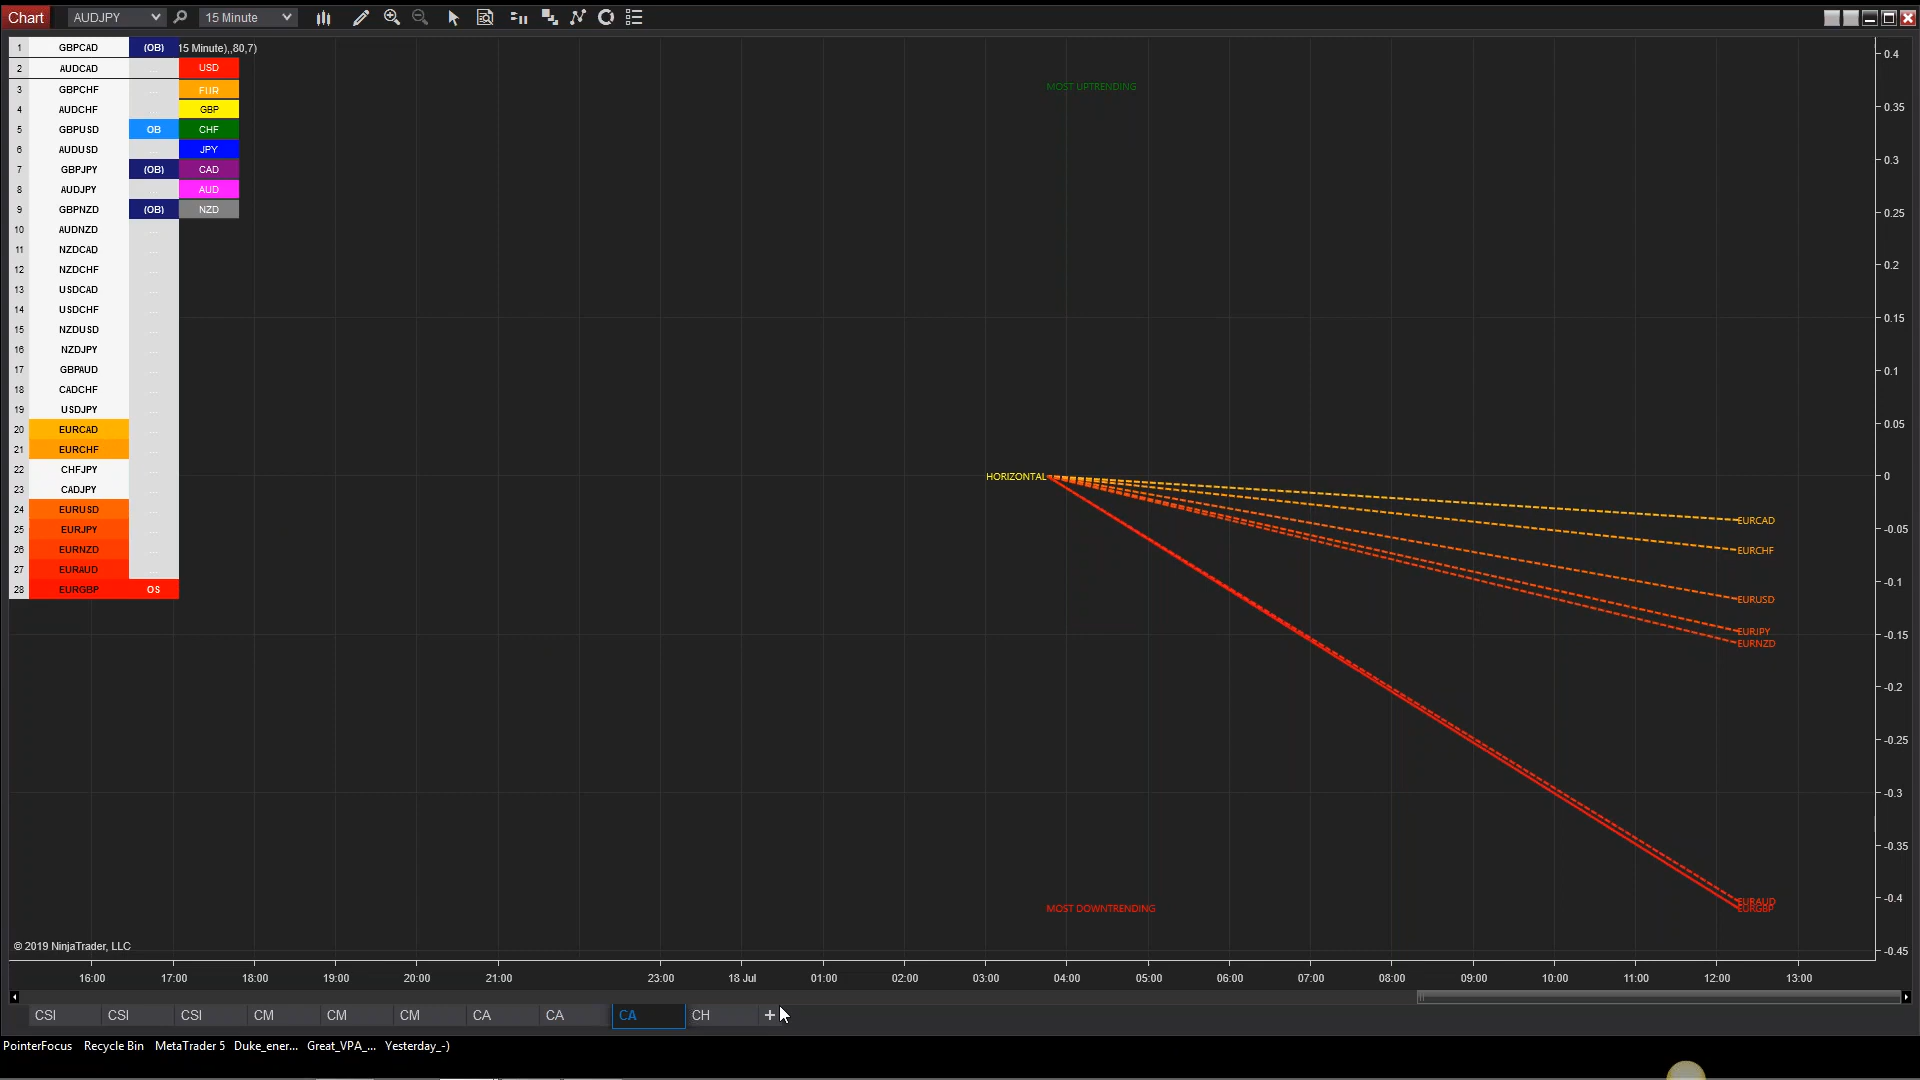 Chart AUDJPY 15 Minute
1 GBPCAD (OB) 15 Minute),,80,7)
2 AUDCAD ... USD
3 GBPCHF ... EUR
4 AUDCHF ... GBP
5 GBPUSD OB CHF
6 AUDUSD ... JPY
7 GBPJPY (OB) CAD
8 AUDJPY ... AUD
9 GBPNZD (OB) NZD
10 AUDNZD ...
11 NZDCAD ...
12 NZDCHF ...
13 USDCAD ...
14 USDCHF ...
15 NZDUSD ...
16 NZDJPY ...
17 GBPAUD ...
18 CADCHF ...
19 USDJPY ...
20 EURCAD ...
21 EURCHF ...
22 CHFJPY ...
23 CADJPY ...
24 EURUSD ...
25 EURJPY ...
26 EURNZD ...
27 EURAUD ...
28 EURGBP OS
MOST UPTRENDING
HORIZONTAL
EURCAD
EURCHF
EURUSD
EURJPY
EURNZD
EURAUD
EURGBP
MOST DOWNTRENDING
0.4
0.35
0.3
0.25
0.2
0.15
0.1
0.05
0
-0.05
-0.1
-0.15
-0.2
-0.25
-0.3
-0.35
-0.4
-0.45
© 2019 NinjaTrader, LLC
16:00 17:00 18:00 19:00 20:00 21:00 23:00 18 Jul 01:00 02:00 03:00 04:00 05:00 06:00 07:00 08:00 09:00 10:00 11:00 12:00 13:00
CSI CSI CSI CM CM CM CA CA CA CH +
PointerFocus Recycle Bin MetaTrader 5 Duke_ener... Great_VPA_... Yesterday_-)